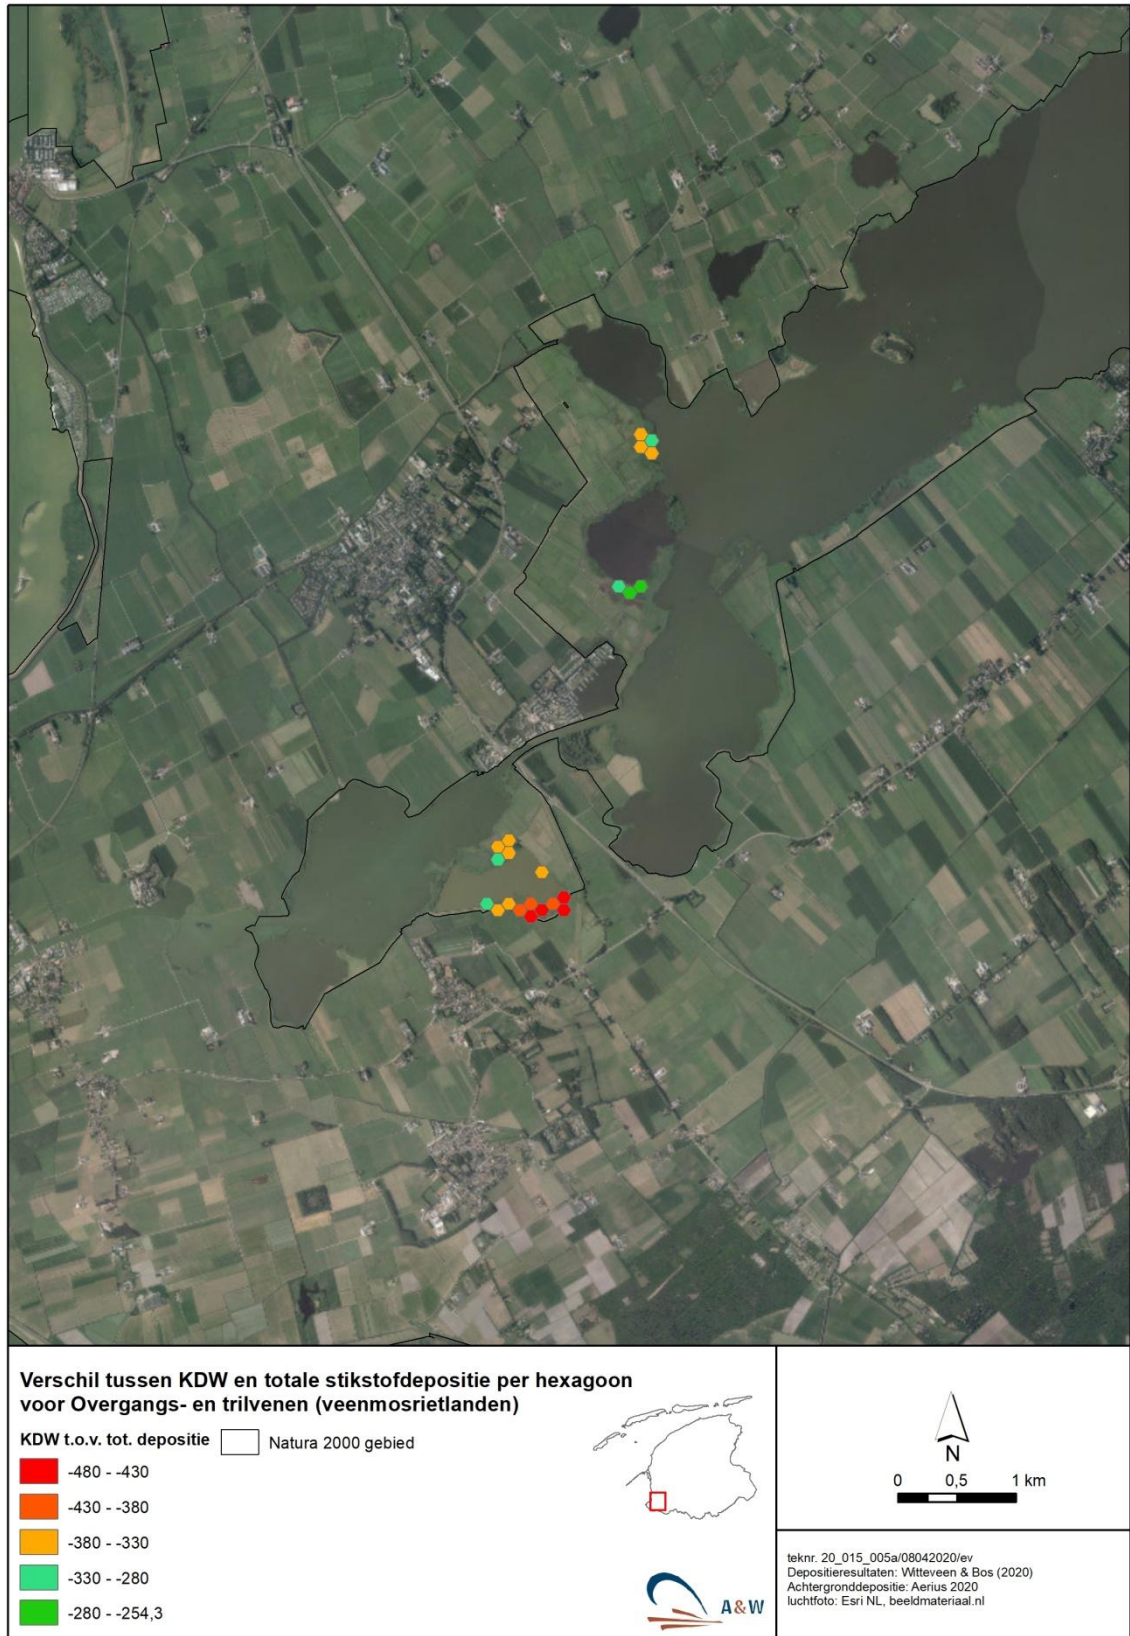 Verschil tussen KDW en totale stikstofdepositie per hexagoon
voor Overgangs- en trilvenen (veenmosrietlanden)
KDW t.o.v. tot. depositie
Natura 2000 gebied
-480 - -430
-430 - -380
-380 - -330
-330 - -280
-280 - -254,3
A&W
N
0 0,5 1 km
teknr. 20_015_005a/08042020/ev
Depositieresultaten: Witteveen & Bos (2020)
Achtergronddepositie: Aerius 2020
luchtfoto: Esri NL, beeldmateriaal.nl